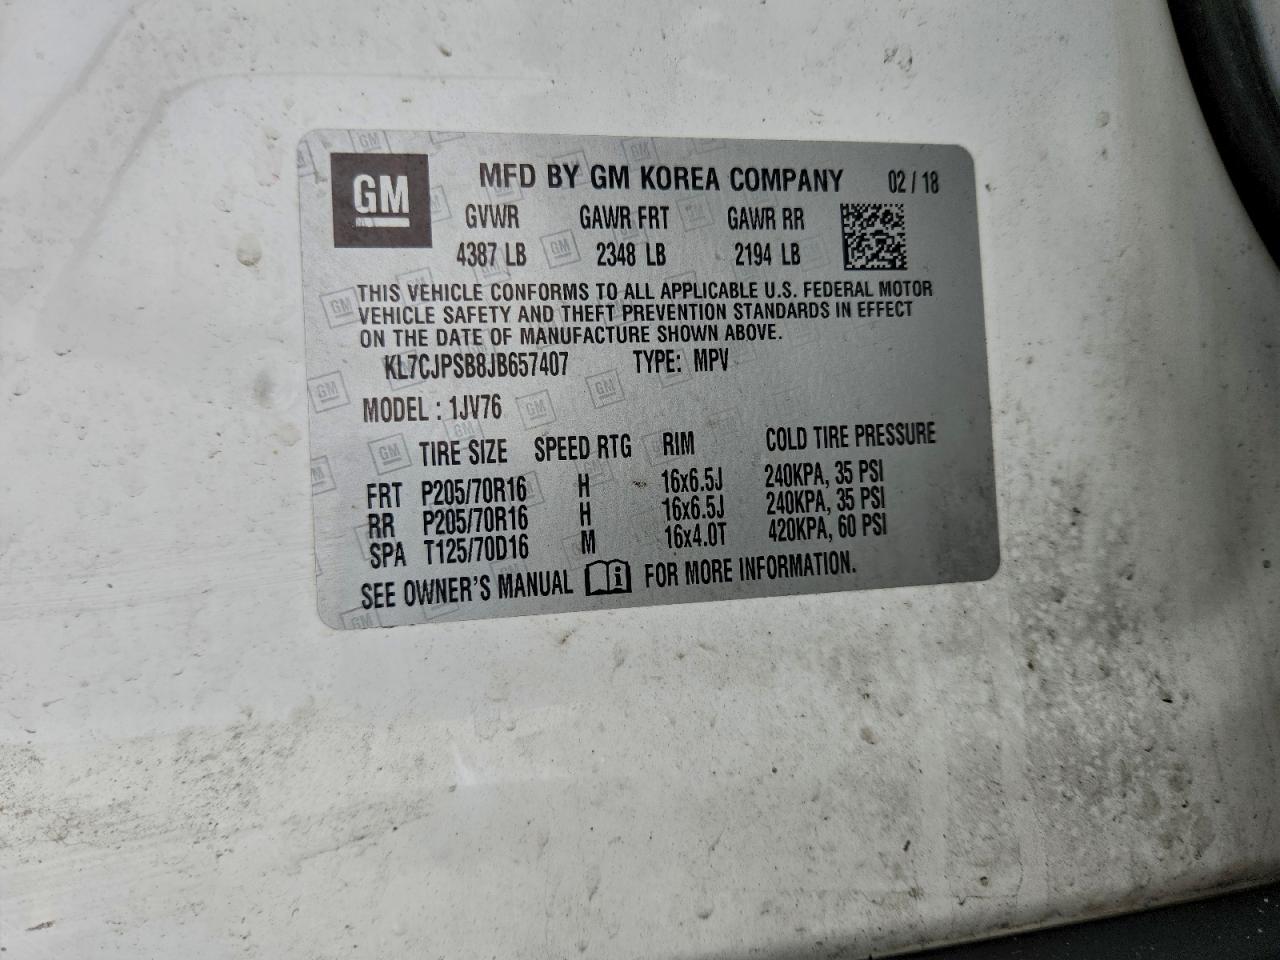 GM MFD BY GM KOREA COMPANY 02 / 18
GVWR GAWR FRT GAWR RR
4387 LB 2348 LB 2194 LB
THIS VEHICLE CONFORMS TO ALL APPLICABLE U.S. FEDERAL MOTOR
VEHICLE SAFETY AND THEFT PREVENTION STANDARDS IN EFFECT
ON THE DATE OF MANUFACTURE SHOWN ABOVE.
KL7CJPSB8JB657407 TYPE: MPV
MODEL : 1JV76
TIRE SIZE SPEED RTG RIM COLD TIRE PRESSURE
FRT P205/70R16 H 16x6.5J 240KPA, 35 PSI
RR P205/70R16 H 16x6.5J 240KPA, 35 PSI
SPA T125/70D16 M 16x4.0T 420KPA, 60 PSI
SEE OWNER'S MANUAL FOR MORE INFORMATION.